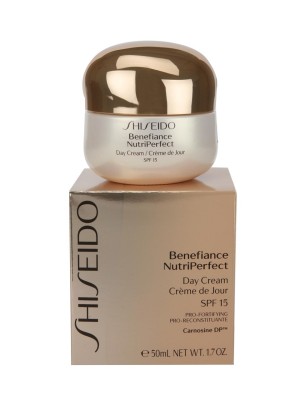 SHISEIDO
Benefiance
NutriPerfect
Day Cream / Crème de Jour
SPF 15
SHISEIDO
Benefiance
NutriPerfect
Day Cream
Crème de Jour
SPF 15
PRO-FORTIFYING
PRO-RECONSTITUANTE
Carnosine DP™
℮ 50mL NET WT. 1.7 OZ.